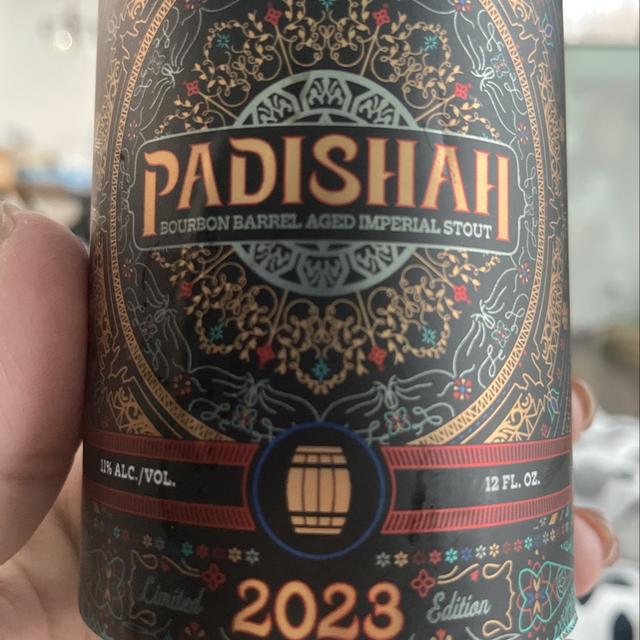 PADISHAH
BOURBON BARREL AGED IMPERIAL STOUT
11% ALC./VOL.
12 FL. OZ.
Limited 2023 Edition